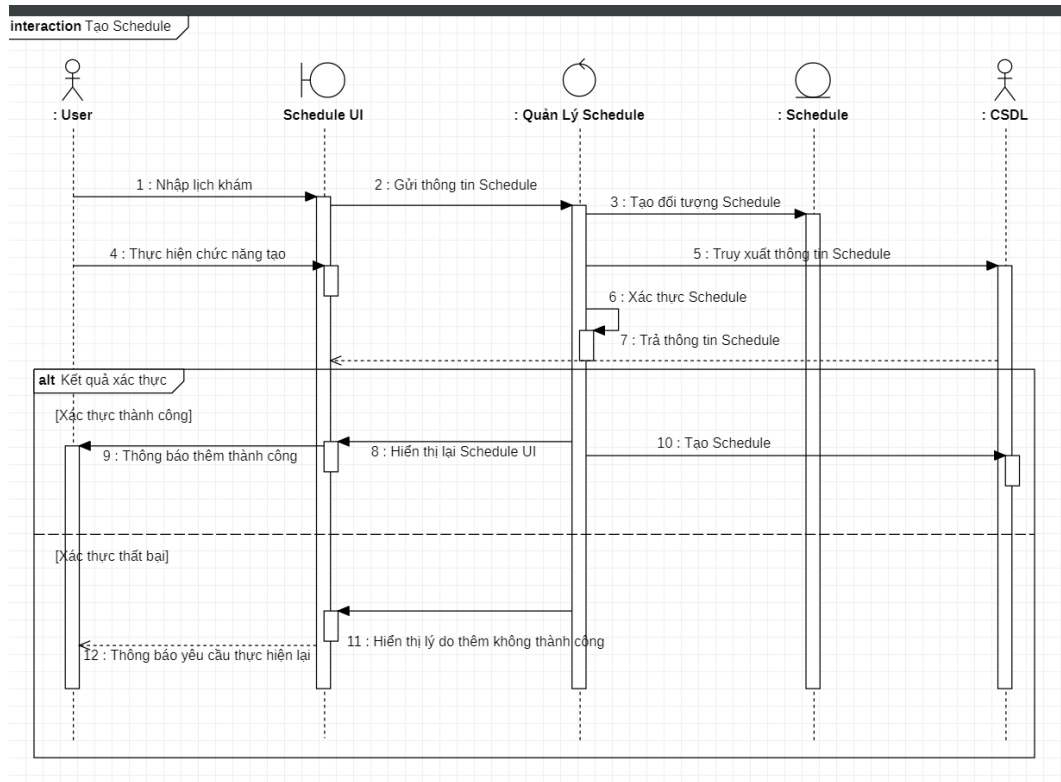 interaction Tạo Schedule
: User
Schedule UI
: Quản Lý Schedule
: Schedule
: CSDL
1 : Nhập lịch khám
2 : Gửi thông tin Schedule
3 : Tạo đối tượng Schedule
4 : Thực hiện chức năng tạo
5 : Truy xuất thông tin Schedule
6 : Xác thực Schedule
7 : Trả thông tin Schedule
alt Kết quả xác thực
[Xác thực thành công]
8 : Hiển thị lại Schedule UI
9 : Thông báo thêm thành công
10 : Tạo Schedule
[Xác thực thất bại]
11 : Hiển thị lý do thêm không thành công
12 : Thông báo yêu cầu thực hiện lại